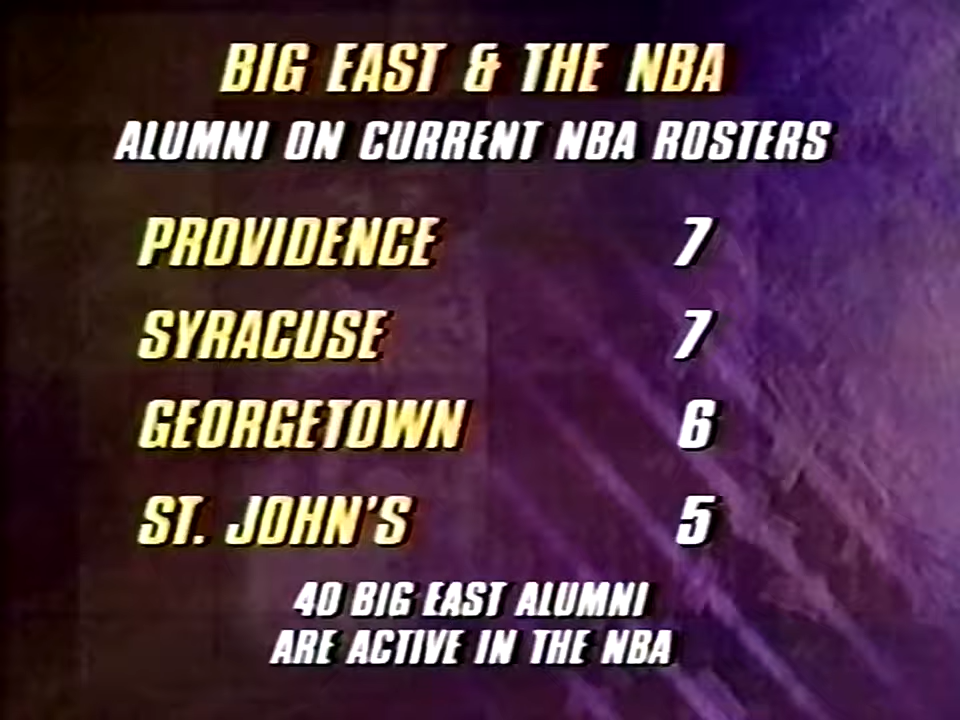 BIG EAST & THE NBA
ALUMNI ON CURRENT NBA ROSTERS
PROVIDENCE 7
SYRACUSE 7
GEORGETOWN 6
ST. JOHN'S 5
40 BIG EAST ALUMNI
ARE ACTIVE IN THE NBA